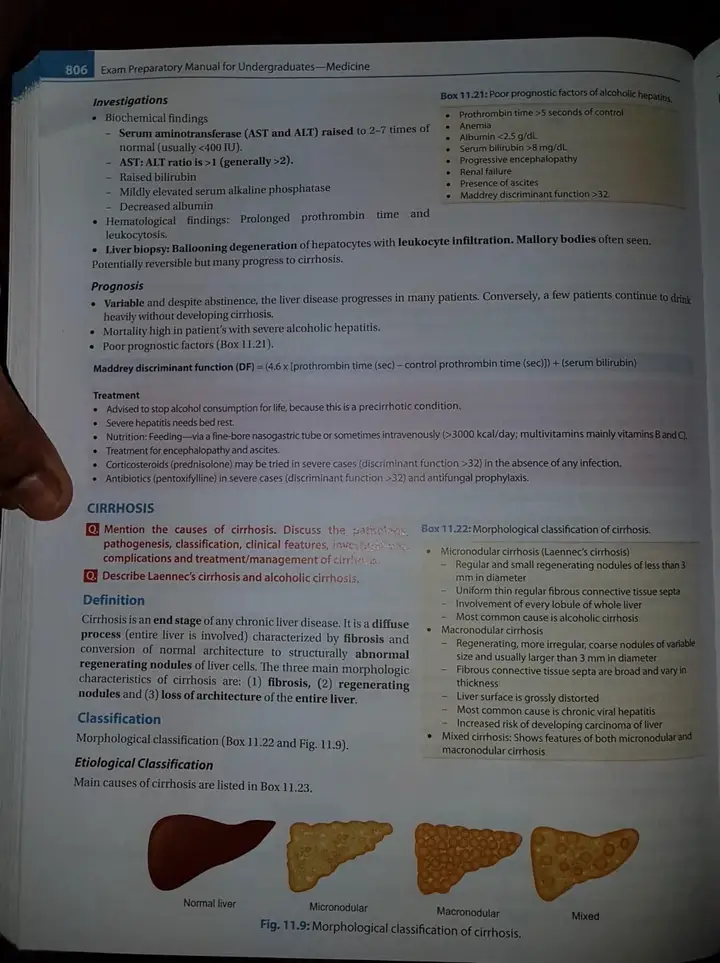 806 Exam Preparatory Manual for Undergraduates—Medicine
Investigations
• Biochemical findings
– Serum aminotransferase (AST and ALT) raised to 2–7 times of
normal (usually <400 IU).
– AST: ALT ratio is >1 (generally >2).
– Raised bilirubin
– Mildly elevated serum alkaline phosphatase
– Decreased albumin
• Hematological findings: Prolonged prothrombin time and
leukocytosis.
Box 11.21: Poor prognostic factors of alcoholic hepatitis.
• Prothrombin time >5 seconds of control
• Anemia
• Albumin <2.5 g/dL
• Serum bilirubin >8 mg/dL
• Progressive encephalopathy
• Renal failure
• Presence of ascites
• Maddrey discriminant function >32.
• Liver biopsy: Ballooning degeneration of hepatocytes with leukocyte infiltration. Mallory bodies often seen.
Potentially reversible but many progress to cirrhosis.
Prognosis
• Variable and despite abstinence, the liver disease progresses in many patients. Conversely, a few patients continue to drink
heavily without developing cirrhosis.
• Mortality high in patient's with severe alcoholic hepatitis.
• Poor prognostic factors (Box 11.21).
Maddrey discriminant function (DF) = (4.6 x [prothrombin time (sec) – control prothrombin time (sec)]) + (serum bilirubin)
Treatment
• Advised to stop alcohol consumption for life, because this is a precirrhotic condition.
• Severe hepatitis needs bed rest.
• Nutrition: Feeding—via a fine-bore nasogastric tube or sometimes intravenously (>3000 kcal/day; multivitamins mainly vitamins B and C).
• Treatment for encephalopathy and ascites.
• Corticosteroids (prednisolone) may be tried in severe cases (discriminant function >32) in the absence of any infection.
• Antibiotics (pentoxifylline) in severe cases (discriminant function >32) and antifungal prophylaxis.
CIRRHOSIS
Q. Mention the causes of cirrhosis. Discuss the
pathogenesis, classification, clinical features,
complications and treatment/management of
Q. Describe Laennec's cirrhosis and alcoholic cirrhosis.
Definition
Cirrhosis is an end stage of any chronic liver disease. It is a diffuse
process (entire liver is involved) characterized by fibrosis and
conversion of normal architecture to structurally abnormal
regenerating nodules of liver cells. The three main morphologic
characteristics of cirrhosis are: (1) fibrosis, (2) regenerating
nodules and (3) loss of architecture of the entire liver.
Classification
Morphological classification (Box 11.22 and Fig. 11.9).
Etiological Classification
Main causes of cirrhosis are listed in Box 11.23.
Box 11.22: Morphological classification of cirrhosis.
• Micronodular cirrhosis (Laennec's cirrhosis)
– Regular and small regenerating nodules of less than 3
mm in diameter
– Uniform thin regular fibrous connective tissue septa
– Involvement of every lobule of whole liver
– Most common cause is alcoholic cirrhosis
• Macronodular cirrhosis
– Regenerating, more irregular, coarse nodules of variable
size and usually larger than 3 mm in diameter
– Fibrous connective tissue septa are broad and vary in
thickness
– Liver surface is grossly distorted
– Most common cause is chronic viral hepatitis
– Increased risk of developing carcinoma of liver
• Mixed cirrhosis: Shows features of both micronodular and
macronodular cirrhosis
Normal liver
Micronodular
Macronodular
Mixed
Fig. 11.9: Morphological classification of cirrhosis.